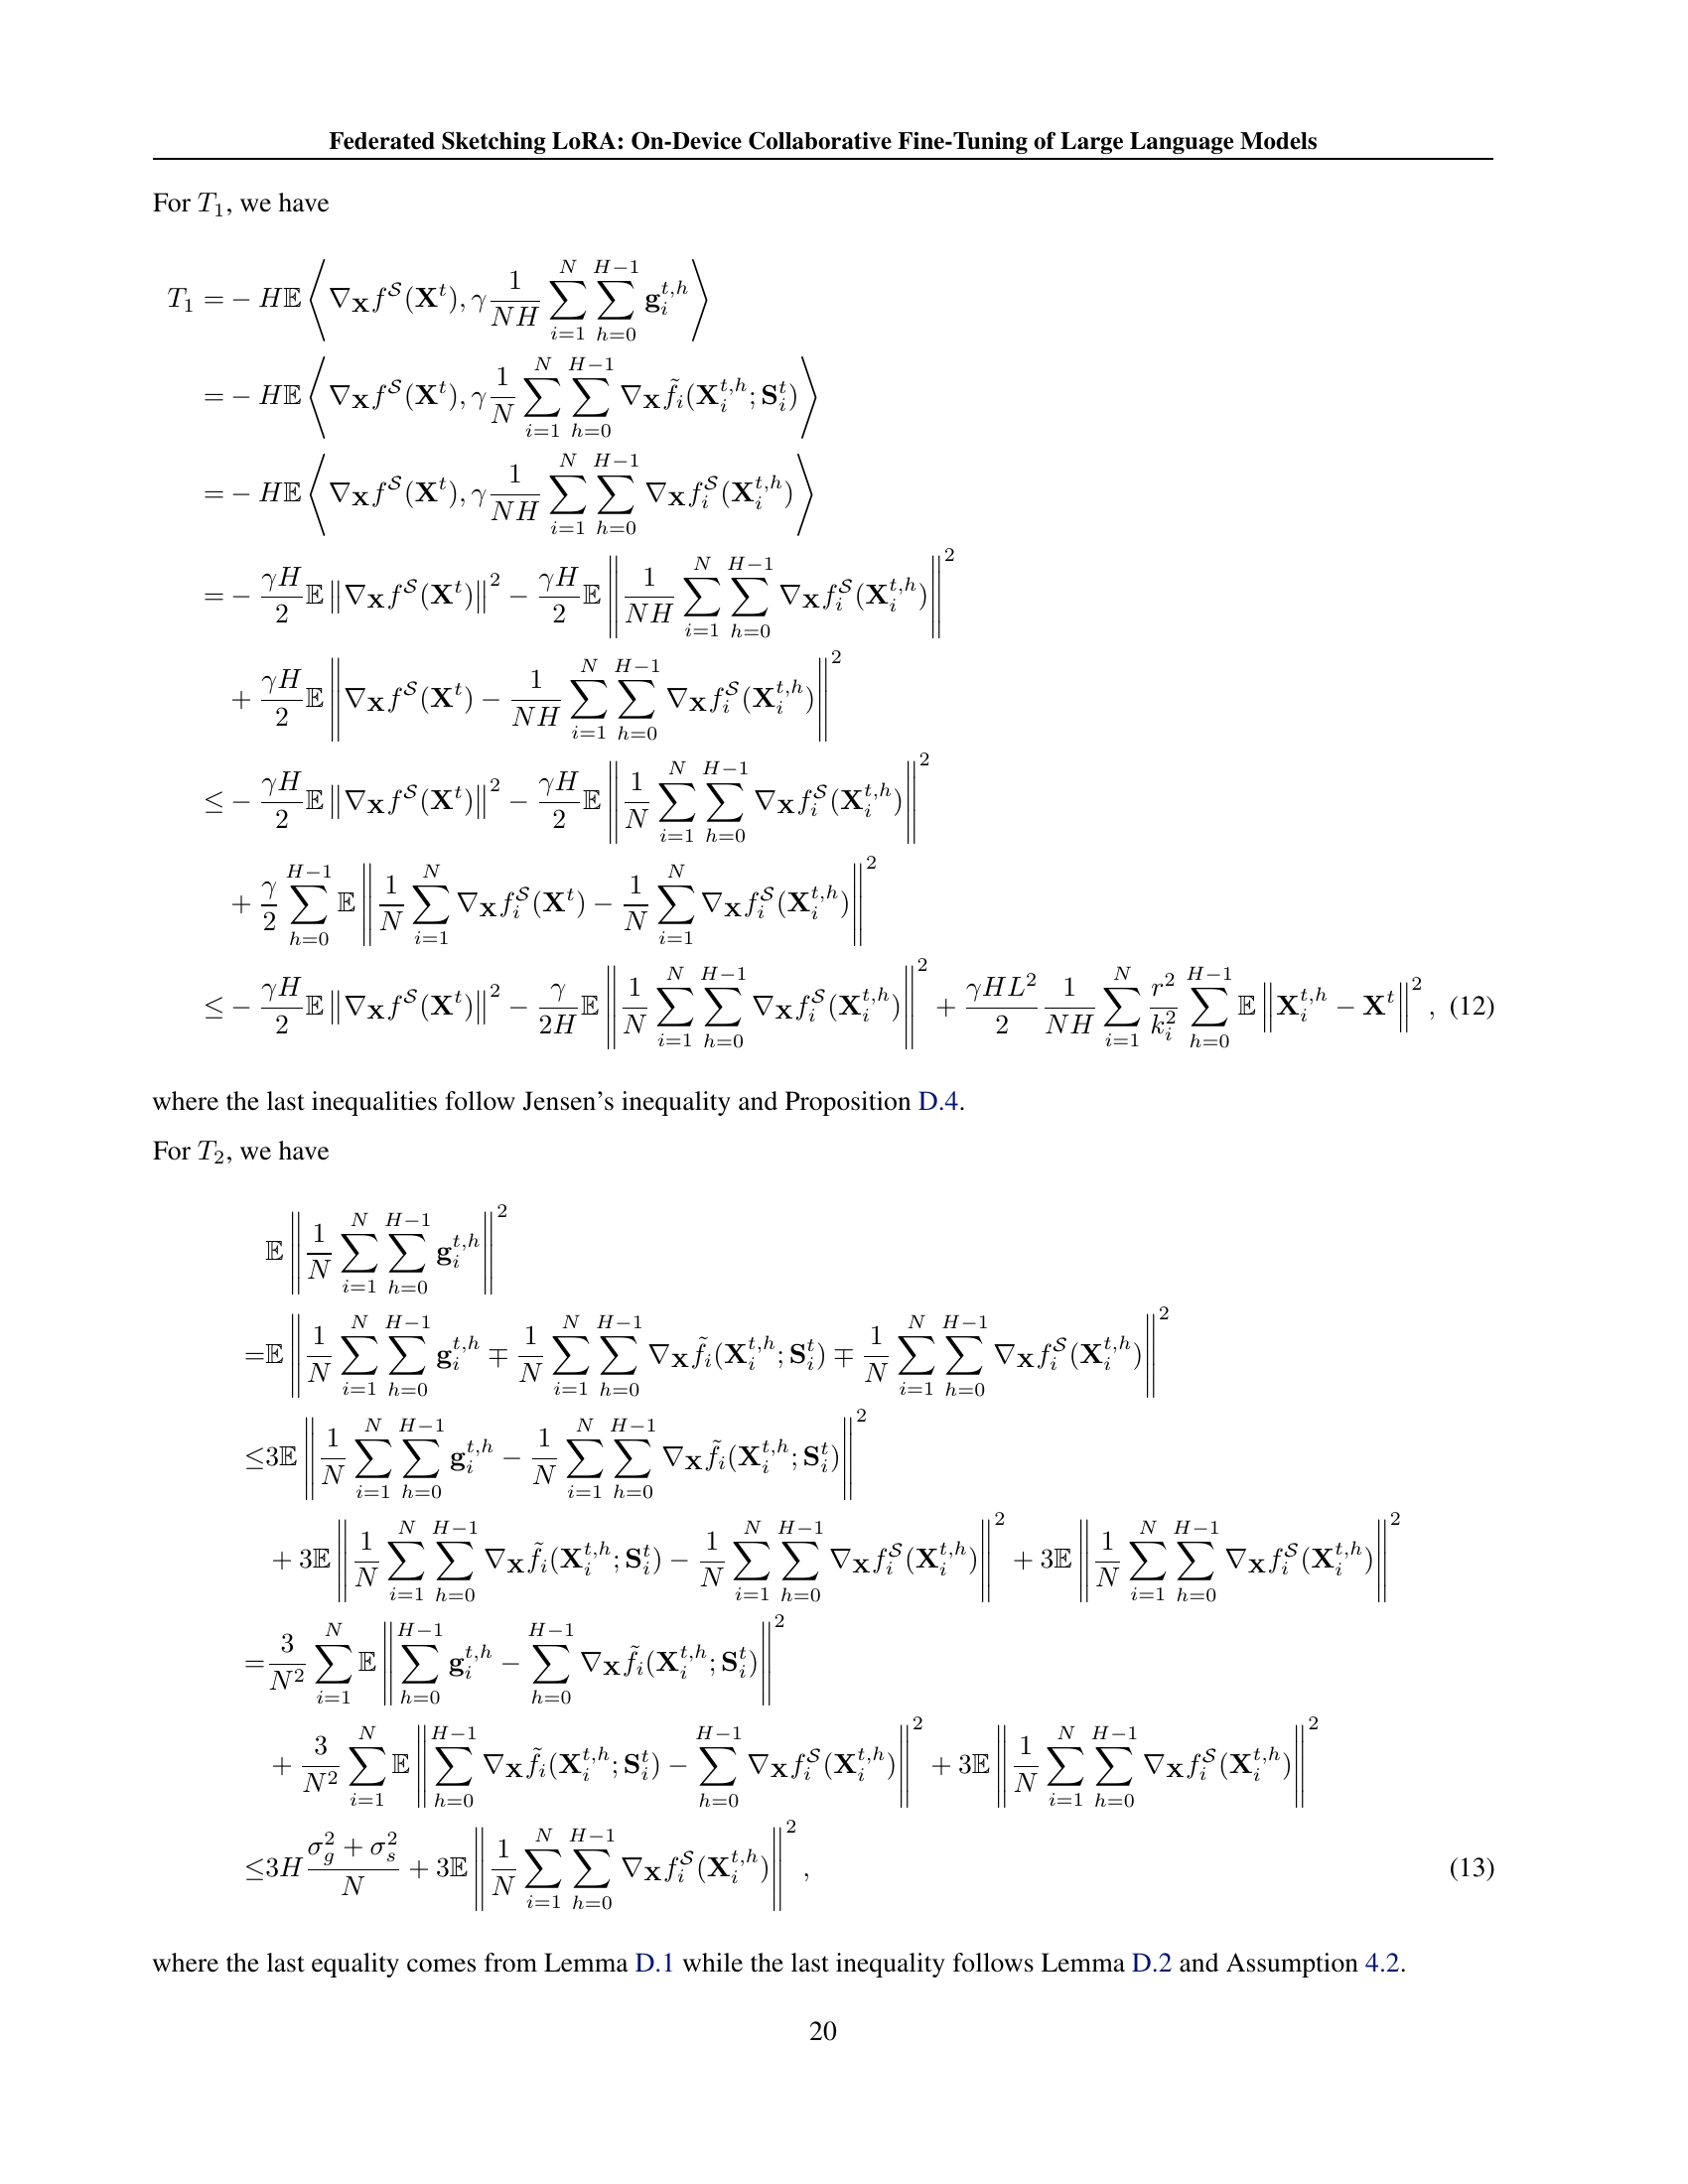 Federated Sketching LoRA: On-Device Collaborative Fine-Tuning of Large Language Models
For $T_1$, we have
$T_1 = -H\mathbb{E}\left\langle \nabla_{\mathbf{X}} f^{\mathcal{S}}(\mathbf{X}^t), \gamma \frac{1}{NH} \sum_{i=1}^{N} \sum_{h=0}^{H-1} \mathbf{g}_i^{t,h} \right\rangle$
$= -H\mathbb{E}\left\langle \nabla_{\mathbf{X}} f^{\mathcal{S}}(\mathbf{X}^t), \gamma \frac{1}{N} \sum_{i=1}^{N} \sum_{h=0}^{H-1} \nabla_{\mathbf{X}} \tilde{f}_i(\mathbf{X}_i^{t,h}; \mathbf{S}_i^t) \right\rangle$
$= -H\mathbb{E}\left\langle \nabla_{\mathbf{X}} f^{\mathcal{S}}(\mathbf{X}^t), \gamma \frac{1}{NH} \sum_{i=1}^{N} \sum_{h=0}^{H-1} \nabla_{\mathbf{X}} f_i^{\mathcal{S}}(\mathbf{X}_i^{t,h}) \right\rangle$
$= -\frac{\gamma H}{2} \mathbb{E} \left\| \nabla_{\mathbf{X}} f^{\mathcal{S}}(\mathbf{X}^t) \right\|^2 - \frac{\gamma H}{2} \mathbb{E} \left\| \frac{1}{NH} \sum_{i=1}^{N} \sum_{h=0}^{H-1} \nabla_{\mathbf{X}} f_i^{\mathcal{S}}(\mathbf{X}_i^{t,h}) \right\|^2$
$+ \frac{\gamma H}{2} \mathbb{E} \left\| \nabla_{\mathbf{X}} f^{\mathcal{S}}(\mathbf{X}^t) - \frac{1}{NH} \sum_{i=1}^{N} \sum_{h=0}^{H-1} \nabla_{\mathbf{X}} f_i^{\mathcal{S}}(\mathbf{X}_i^{t,h}) \right\|^2$
$\leq -\frac{\gamma H}{2} \mathbb{E} \left\| \nabla_{\mathbf{X}} f^{\mathcal{S}}(\mathbf{X}^t) \right\|^2 - \frac{\gamma H}{2} \mathbb{E} \left\| \frac{1}{N} \sum_{i=1}^{N} \sum_{h=0}^{H-1} \nabla_{\mathbf{X}} f_i^{\mathcal{S}}(\mathbf{X}_i^{t,h}) \right\|^2$
$+ \frac{\gamma}{2} \sum_{h=0}^{H-1} \mathbb{E} \left\| \frac{1}{N} \sum_{i=1}^{N} \nabla_{\mathbf{X}} f_i^{\mathcal{S}}(\mathbf{X}^t) - \frac{1}{N} \sum_{i=1}^{N} \nabla_{\mathbf{X}} f_i^{\mathcal{S}}(\mathbf{X}_i^{t,h}) \right\|^2$
$\leq -\frac{\gamma H}{2} \mathbb{E} \left\| \nabla_{\mathbf{X}} f^{\mathcal{S}}(\mathbf{X}^t) \right\|^2 - \frac{\gamma}{2H} \mathbb{E} \left\| \frac{1}{N} \sum_{i=1}^{N} \sum_{h=0}^{H-1} \nabla_{\mathbf{X}} f_i^{\mathcal{S}}(\mathbf{X}_i^{t,h}) \right\|^2 + \frac{\gamma H L^2}{2} \frac{1}{NH} \sum_{i=1}^{N} \frac{r^2}{k_i^2} \sum_{h=0}^{H-1} \mathbb{E} \left\| \mathbf{X}_i^{t,h} - \mathbf{X}^t \right\|^2, (12)$
where the last inequalities follow Jensen's inequality and Proposition D.4.
For $T_2$, we have
$\mathbb{E} \left\| \frac{1}{N} \sum_{i=1}^{N} \sum_{h=0}^{H-1} \mathbf{g}_i^{t,h} \right\|^2$
$= \mathbb{E} \left\| \frac{1}{N} \sum_{i=1}^{N} \sum_{h=0}^{H-1} \mathbf{g}_i^{t,h} \mp \frac{1}{N} \sum_{i=1}^{N} \sum_{h=0}^{H-1} \nabla_{\mathbf{X}} \tilde{f}_i(\mathbf{X}_i^{t,h}; \mathbf{S}_i^t) \mp \frac{1}{N} \sum_{i=1}^{N} \sum_{h=0}^{H-1} \nabla_{\mathbf{X}} f_i^{\mathcal{S}}(\mathbf{X}_i^{t,h}) \right\|^2$
$\leq 3\mathbb{E} \left\| \frac{1}{N} \sum_{i=1}^{N} \sum_{h=0}^{H-1} \mathbf{g}_i^{t,h} - \frac{1}{N} \sum_{i=1}^{N} \sum_{h=0}^{H-1} \nabla_{\mathbf{X}} \tilde{f}_i(\mathbf{X}_i^{t,h}; \mathbf{S}_i^t) \right\|^2$
$+ 3\mathbb{E} \left\| \frac{1}{N} \sum_{i=1}^{N} \sum_{h=0}^{H-1} \nabla_{\mathbf{X}} \tilde{f}_i(\mathbf{X}_i^{t,h}; \mathbf{S}_i^t) - \frac{1}{N} \sum_{i=1}^{N} \sum_{h=0}^{H-1} \nabla_{\mathbf{X}} f_i^{\mathcal{S}}(\mathbf{X}_i^{t,h}) \right\|^2 + 3\mathbb{E} \left\| \frac{1}{N} \sum_{i=1}^{N} \sum_{h=0}^{H-1} \nabla_{\mathbf{X}} f_i^{\mathcal{S}}(\mathbf{X}_i^{t,h}) \right\|^2$
$= \frac{3}{N^2} \sum_{i=1}^{N} \mathbb{E} \left\| \sum_{h=0}^{H-1} \mathbf{g}_i^{t,h} - \sum_{h=0}^{H-1} \nabla_{\mathbf{X}} \tilde{f}_i(\mathbf{X}_i^{t,h}; \mathbf{S}_i^t) \right\|^2$
$+ \frac{3}{N^2} \sum_{i=1}^{N} \mathbb{E} \left\| \sum_{h=0}^{H-1} \nabla_{\mathbf{X}} \tilde{f}_i(\mathbf{X}_i^{t,h}; \mathbf{S}_i^t) - \sum_{h=0}^{H-1} \nabla_{\mathbf{X}} f_i^{\mathcal{S}}(\mathbf{X}_i^{t,h}) \right\|^2 + 3\mathbb{E} \left\| \frac{1}{N} \sum_{i=1}^{N} \sum_{h=0}^{H-1} \nabla_{\mathbf{X}} f_i^{\mathcal{S}}(\mathbf{X}_i^{t,h}) \right\|^2$
$\leq 3H \frac{\sigma_g^2 + \sigma_s^2}{N} + 3\mathbb{E} \left\| \frac{1}{N} \sum_{i=1}^{N} \sum_{h=0}^{H-1} \nabla_{\mathbf{X}} f_i^{\mathcal{S}}(\mathbf{X}_i^{t,h}) \right\|^2, (13)$
where the last equality comes from Lemma D.1 while the last inequality follows Lemma D.2 and Assumption 4.2.
20